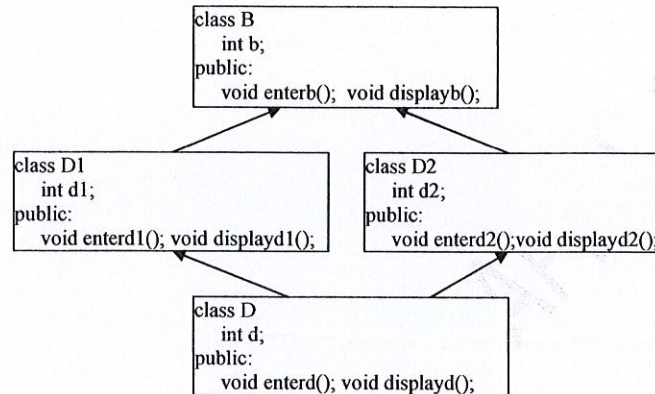 class B
int b;
public:
void enterb(); void displayb();
class D1
int d1;
public:
void enterd1(); void displayd1();
class D2
int d2;
public:
void enterd2();void displayd2();
class D
int d;
public:
void enterd(); void displayd();